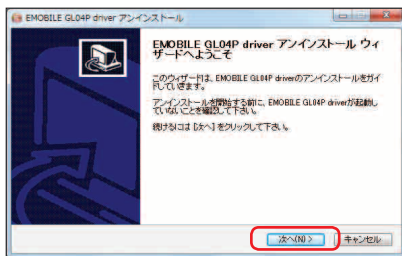 EMOBILE GL04P driver アンインストール
EMOBILE GL04P driver アンインストール ウィ
ザードへようこそ
このウィザードは、EMOBILE GL04P driverのアンインストールをガイ
ドしていきます。
アンインストールを開始する前に、EMOBILE GL04P driverが起動し
ていないことを確認して下さい。
続けるには [次へ] をクリックして下さい。
次へ(N) >
キャンセル